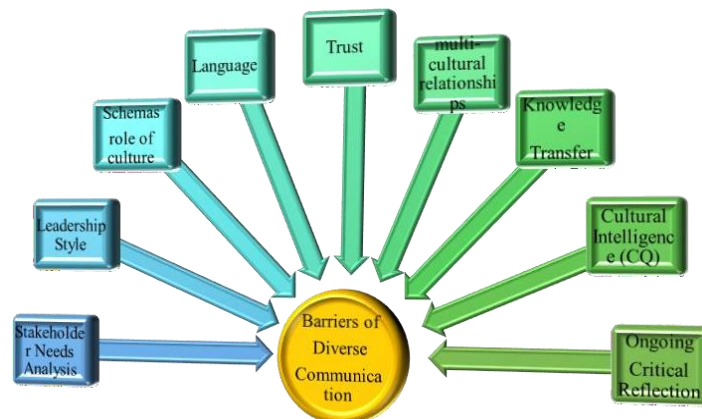 Stakeholde
r Needs
Analysis
Leadership
Style
Schemas
role of
culture
Language
Trust
multi-
cultural
relationshi
ps
Knowledg
e
Transfer
Cultural
Intelligenc
e (CQ)
Ongoing
Critical
Reflection
Barriers of
Diverse
Communica
tion